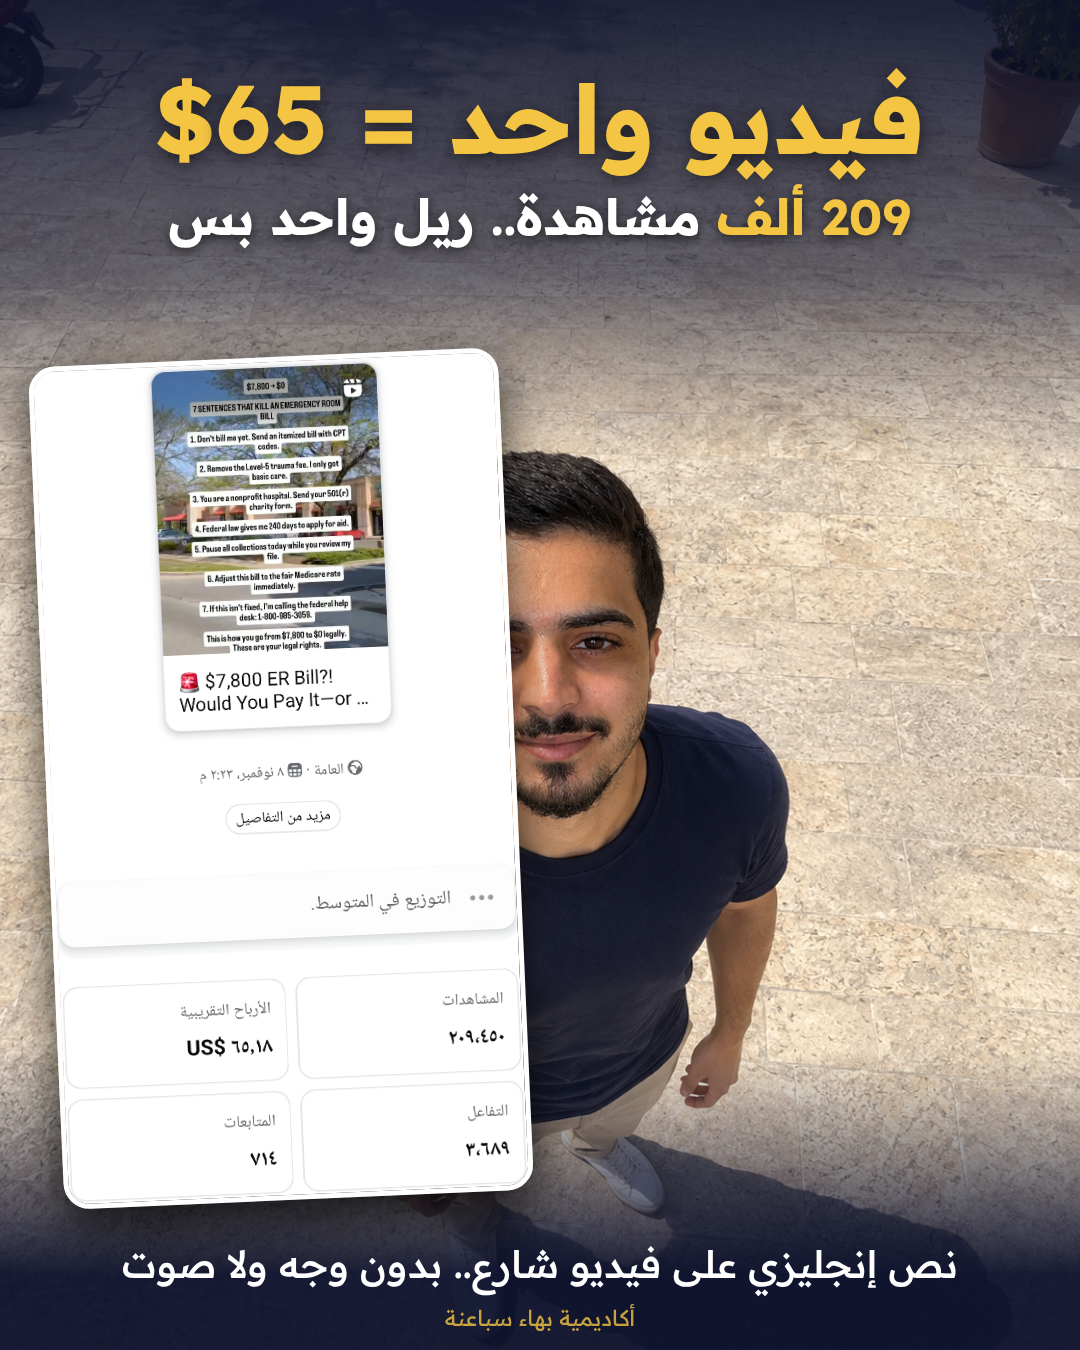 فيديو واحد = 65$
209 ألف مشاهدة.. ريل واحد بس
$7,800 → $0
7 SENTENCES THAT KILL AN EMERGENCY ROOM
BILL
1. Don't bill me yet. Send an itemized bill with CPT
codes.
2. Remove the Level-5 trauma fee. I only got
basic care.
3. You are a nonprofit hospital. Send your 501(r)
charity form.
4. Federal law gives me 240 days to apply for aid.
5. Pause all collections today while you review my
file.
6. Adjust this bill to the fair Medicare rate
immediately.
7. If this isn't fixed, I'm calling the federal help
desk: 1-800-985-3059.
This is how you go from $7,800 to $0 legally.
These are your legal rights.
🚨 $7,800 ER Bill?!
Would You Pay It—or ...
العامة · ٨ نوفمبر، ٢:٢٣ م
مزيد من التفاصيل
التوزيع في المتوسط.
المشاهدات
٢٠٩،٤٥٠
الأرباح التقريبية
US$ ٦٥,١٨
التفاعل
٣،٦٨٩
المتابعات
٧١٤
نص إنجليزي على فيديو شارع.. بدون وجه ولا صوت
أكاديمية بهاء سباعنة